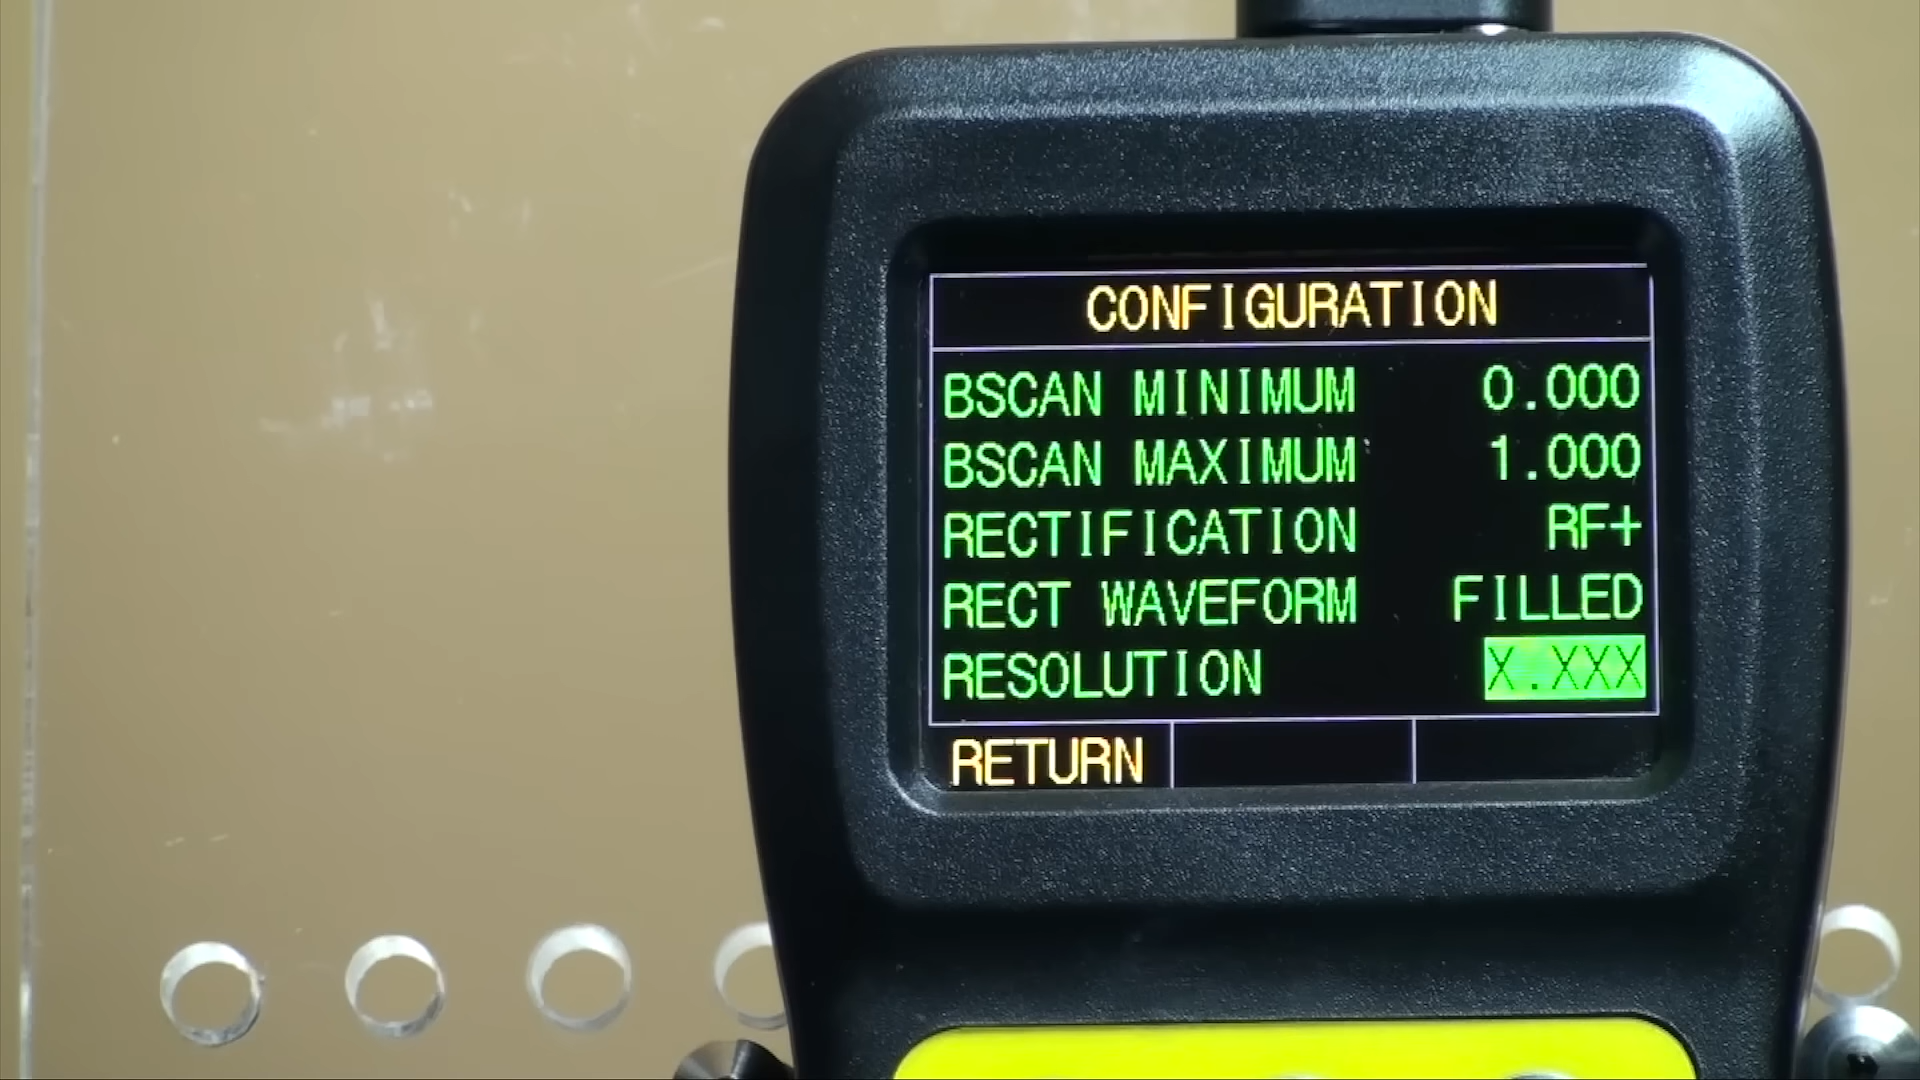 CONFIGURATION
BSCAN MINIMUM 0.000
BSCAN MAXIMUM 1.000
RECTIFICATION RF+
RECT WAVEFORM FILLED
RESOLUTION X.XXX
RETURN